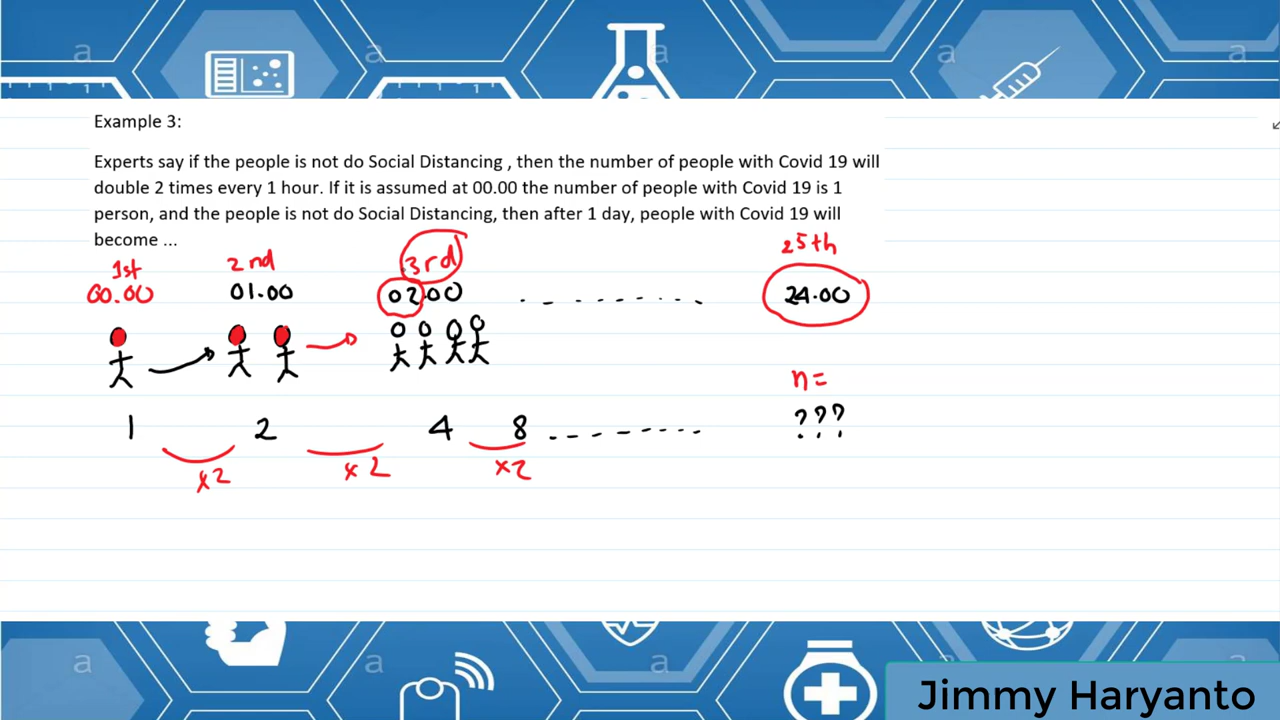 a a a a a
Example 3:
Experts say if the people is not do Social Distancing , then the number of people with Covid 19 will
double 2 times every 1 hour. If it is assumed at 00.00 the number of people with Covid 19 is 1
person, and the people is not do Social Distancing, then after 1 day, people with Covid 19 will
become ...
1st 2nd 3rd 25th
00.00 01.00 02.00 ......... 24.00
n=
1 2 4 8 ......... ???
x2 x2 x2
a a a
Jimmy Haryanto